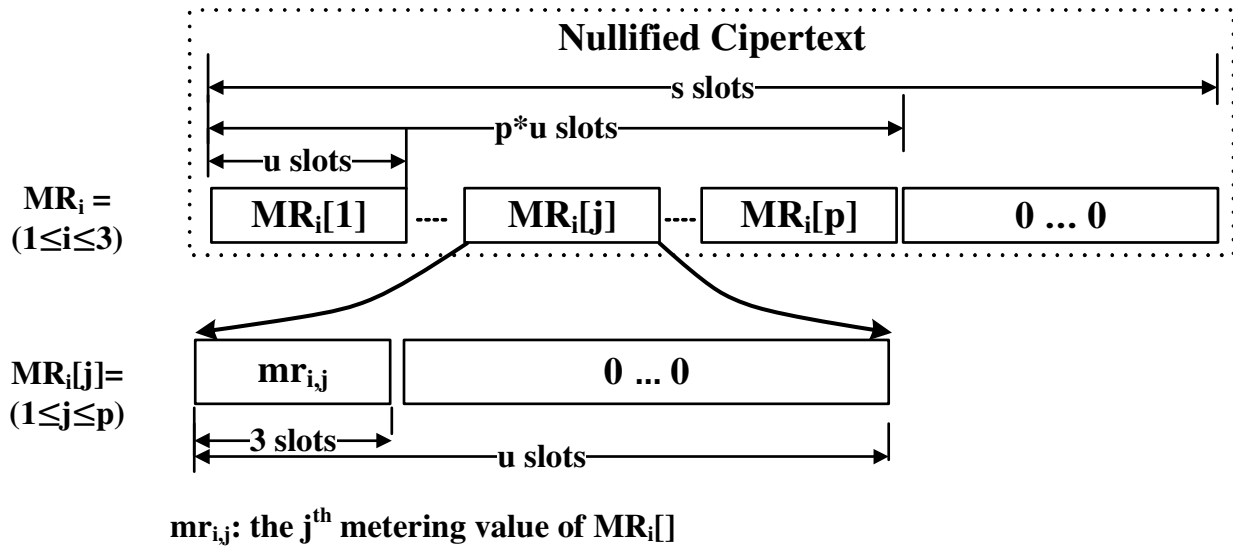 Nullified Cipertext
s slots
p*u slots
u slots
MRi =
(1≤i≤3)
MRi[1] ---- MRi[j] ---- MRi[p] 0 ... 0
MRi[j]=
(1≤j≤p)
mri,j 0 ... 0
3 slots
u slots
mri,j: the jth metering value of MRi[]